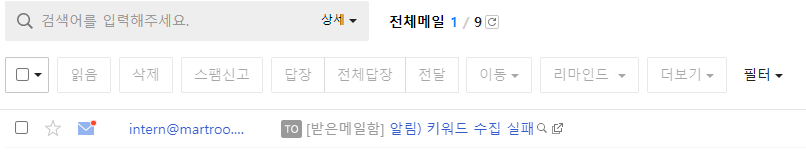 검색어를 입력해주세요. 상세 전체메일 1 / 9
읽음 삭제 스팸신고 답장 전체답장 전달 이동 리마인드 더보기 필터
intern@martroo.... TO [받은메일함] 알림) 키워드 수집 실패